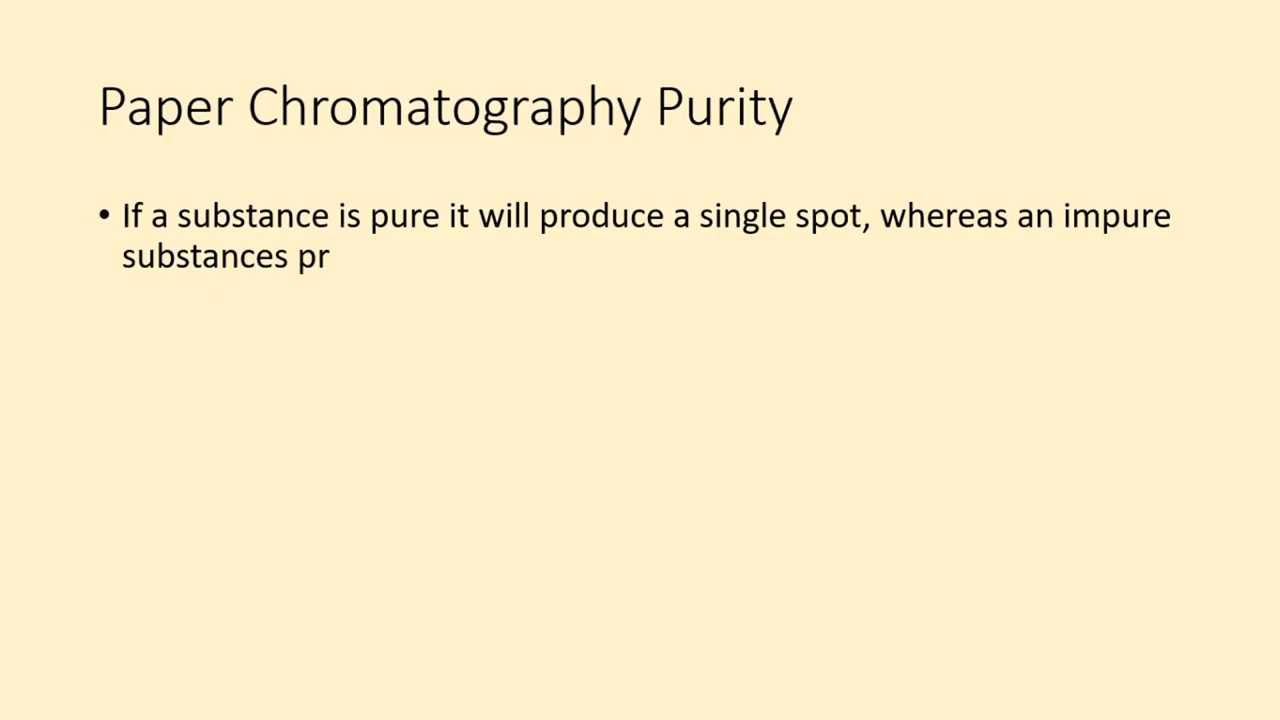 Paper Chromatography Purity
• If a substance is pure it will produce a single spot, whereas an impure
substances pr